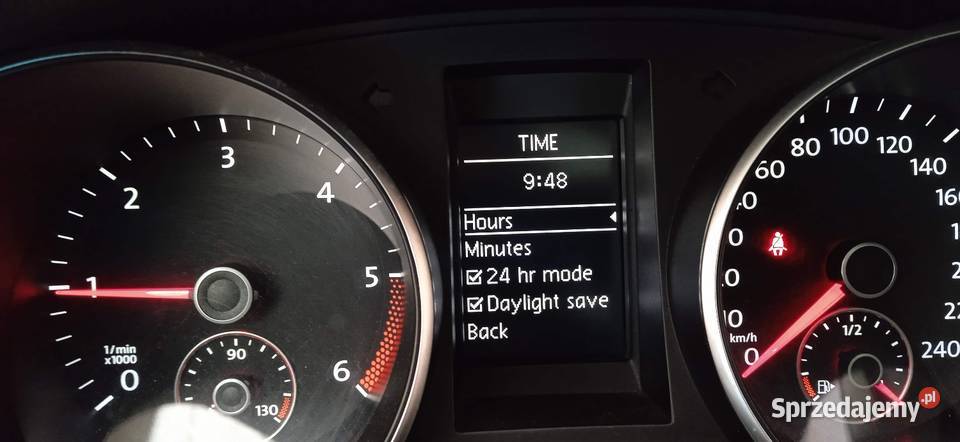 TIME
9:48
Hours
Minutes
24 hr mode
Daylight save
Back
0
1
2
3
4
5
6
1/min
x1000
90
130
km/h
0
60
80
100
120
140
240
1/2
Sprzedajemy.pl